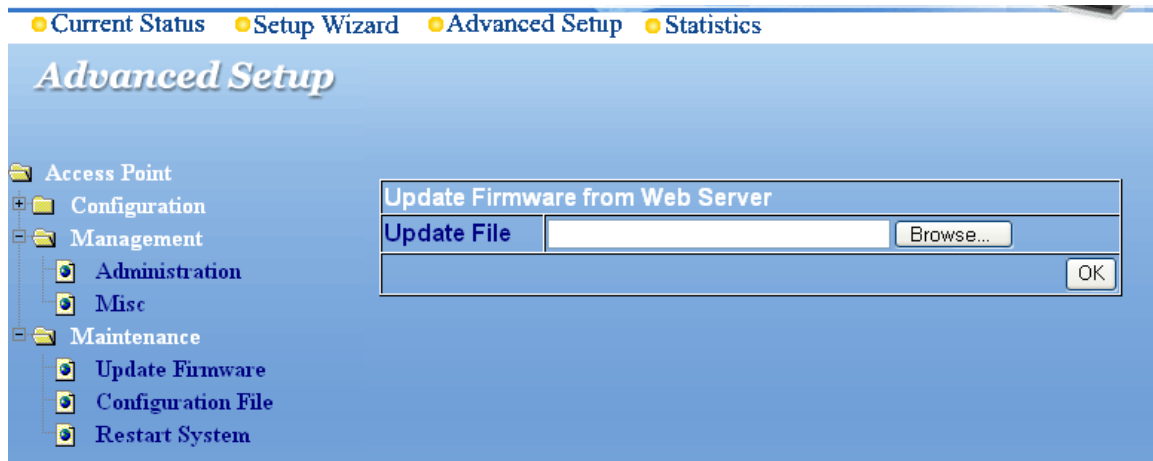 Current Status Setup Wizard Advanced Setup Statistics
Advanced Setup
Access Point
Configuration
Management
Administration
Misc
Maintenance
Update Firmware
Configuration File
Restart System
Update Firmware from Web Server
Update File Browse...
OK